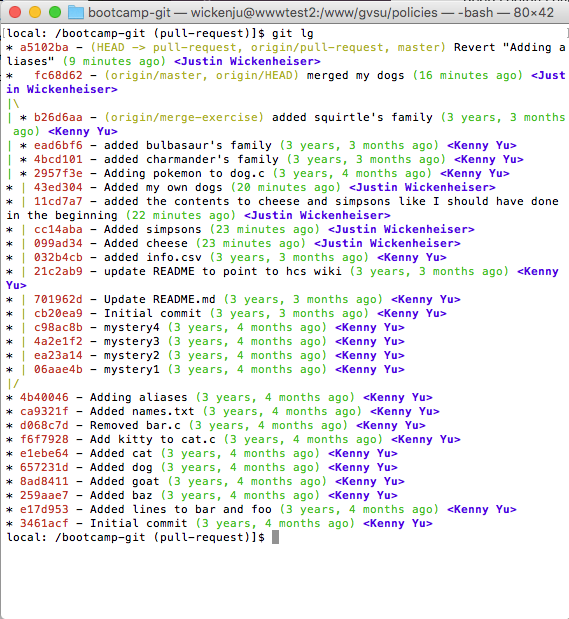 bootcamp-git — wickenju@wwwtest2:/www/gvsu/policies — -bash — 80×42
[local: /bootcamp-git (pull-request)]$ git lg
* a5102ba - (HEAD -> pull-request, origin/pull-request, master) Revert "Adding a
liases" (9 minutes ago) <Justin Wickenheiser>
*   fc68d62 - (origin/master, origin/HEAD) merged my dogs (16 minutes ago) <Just
in Wickenheiser>
|\
| * b26d6aa - (origin/merge-exercise) added squirtle's family (3 years, 3 months
 ago) <Kenny Yu>
| * ead6bf6 - added bulbasaur's family (3 years, 3 months ago) <Kenny Yu>
| * 4bcd101 - added charmander's family (3 years, 3 months ago) <Kenny Yu>
| * 2957f3e - Adding pokemon to dog.c (3 years, 4 months ago) <Kenny Yu>
* | 43ed304 - Added my own dogs (20 minutes ago) <Justin Wickenheiser>
* | 11cd7a7 - added the contents to cheese and simpsons like I should have done
in the beginning (22 minutes ago) <Justin Wickenheiser>
* | cc14aba - Added simpsons (23 minutes ago) <Justin Wickenheiser>
* | 099ad34 - Added cheese (23 minutes ago) <Justin Wickenheiser>
* | 032b4cb - added info.csv (3 years, 3 months ago) <Kenny Yu>
* | 21c2ab9 - update README to point to hcs wiki (3 years, 3 months ago) <Kenny
Yu>
* | 701962d - Update README.md (3 years, 3 months ago) <Kenny Yu>
* | cb20ea9 - Initial commit (3 years, 3 months ago) <Kenny Yu>
* | c98ac8b - mystery4 (3 years, 4 months ago) <Kenny Yu>
* | 4a2e1f2 - mystery3 (3 years, 4 months ago) <Kenny Yu>
* | ea23a14 - mystery2 (3 years, 4 months ago) <Kenny Yu>
* | 06aae4b - mystery1 (3 years, 4 months ago) <Kenny Yu>
|/
* 4b40046 - Adding aliases (3 years, 4 months ago) <Kenny Yu>
* ca9321f - Added names.txt (3 years, 4 months ago) <Kenny Yu>
* d068c7d - Removed bar.c (3 years, 4 months ago) <Kenny Yu>
* f6f7928 - Add kitty to cat.c (3 years, 4 months ago) <Kenny Yu>
* e1ebe64 - Added cat (3 years, 4 months ago) <Kenny Yu>
* 657231d - Added dog (3 years, 4 months ago) <Kenny Yu>
* 8ad8411 - Added goat (3 years, 4 months ago) <Kenny Yu>
* 259aae7 - Added baz (3 years, 4 months ago) <Kenny Yu>
* e17d953 - Added lines to bar and foo (3 years, 4 months ago) <Kenny Yu>
* 3461acf - Initial commit (3 years, 4 months ago) <Kenny Yu>
local: /bootcamp-git (pull-request)]$